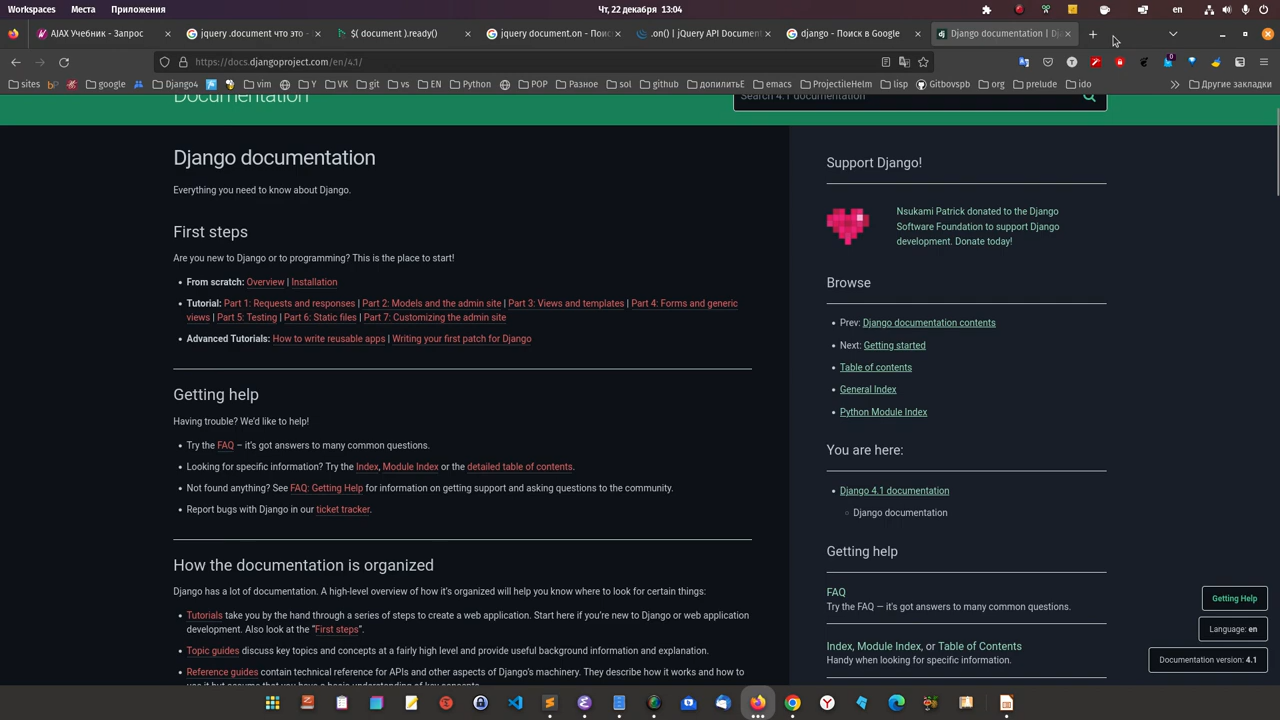 Workspaces Места Приложения Чт, 22 декабря 13:04 en
AJAX Учебник - Запрос jquery .document что это - $( document ).ready() jquery document.on - Пои .on() | jQuery API Document django - Поиск в Google Django documentation | Dj
https://docs.djangoproject.com/en/4.1/
sites Django4 google vim Y VK git vs EN Python POP Разное sol github допилитьЕ emacs ProjectileHelm lisp Gitbovspb org prelude ido Другие закладки
Documentation Search 4.1 documentation
Django documentation
Everything you need to know about Django.
First steps
Are you new to Django or to programming? This is the place to start!
• From scratch: Overview | Installation
• Tutorial: Part 1: Requests and responses | Part 2: Models and the admin site | Part 3: Views and templates | Part 4: Forms and generic
views | Part 5: Testing | Part 6: Static files | Part 7: Customizing the admin site
• Advanced Tutorials: How to write reusable apps | Writing your first patch for Django
Getting help
Having trouble? We'd like to help!
• Try the FAQ – it's got answers to many common questions.
• Looking for specific information? Try the Index, Module Index or the detailed table of contents.
• Not found anything? See FAQ: Getting Help for information on getting support and asking questions to the community.
• Report bugs with Django in our ticket tracker.
How the documentation is organized
Django has a lot of documentation. A high-level overview of how it's organized will help you know where to look for certain things:
• Tutorials take you by the hand through a series of steps to create a web application. Start here if you're new to Django or web application
development. Also look at the "First steps".
• Topic guides discuss key topics and concepts at a fairly high level and provide useful background information and explanation.
• Reference guides contain technical reference for APIs and other aspects of Django's machinery. They describe how it works and how to
Support Django!
Nsukami Patrick donated to the Django
Software Foundation to support Django
development. Donate today!
Browse
• Prev: Django documentation contents
• Next: Getting started
• Table of contents
• General Index
• Python Module Index
You are here:
• Django 4.1 documentation
◦ Django documentation
Getting help
FAQ
Try the FAQ — it's got answers to many common questions.
Index, Module Index, or Table of Contents
Handy when looking for specific information.
Getting Help
Language: en
Documentation version: 4.1